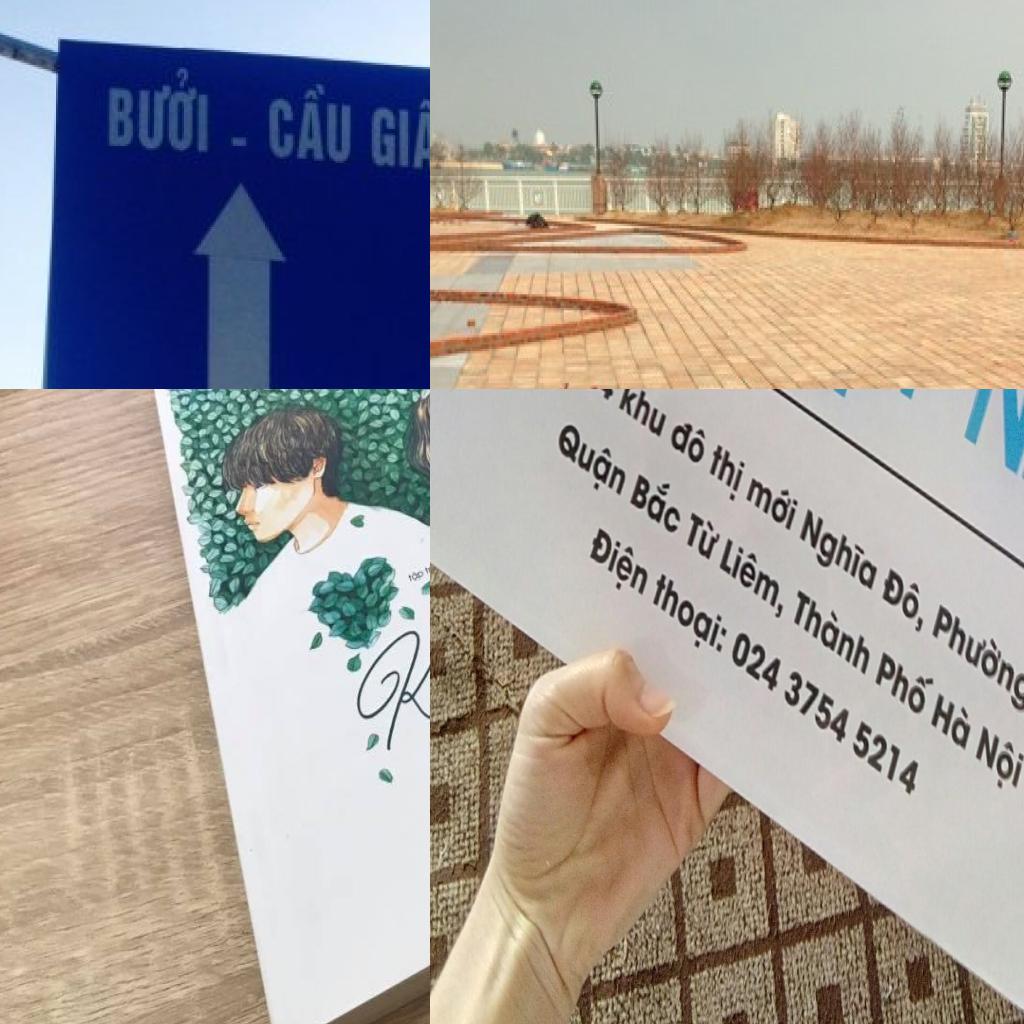 BƯỞI - CẦU GIẤ
khu đô thị mới Nghĩa Đô, Phường
Quận Bắc Từ Liêm, Thành Phố Hà Nội
Điện thoại: 024 3754 5214
tập